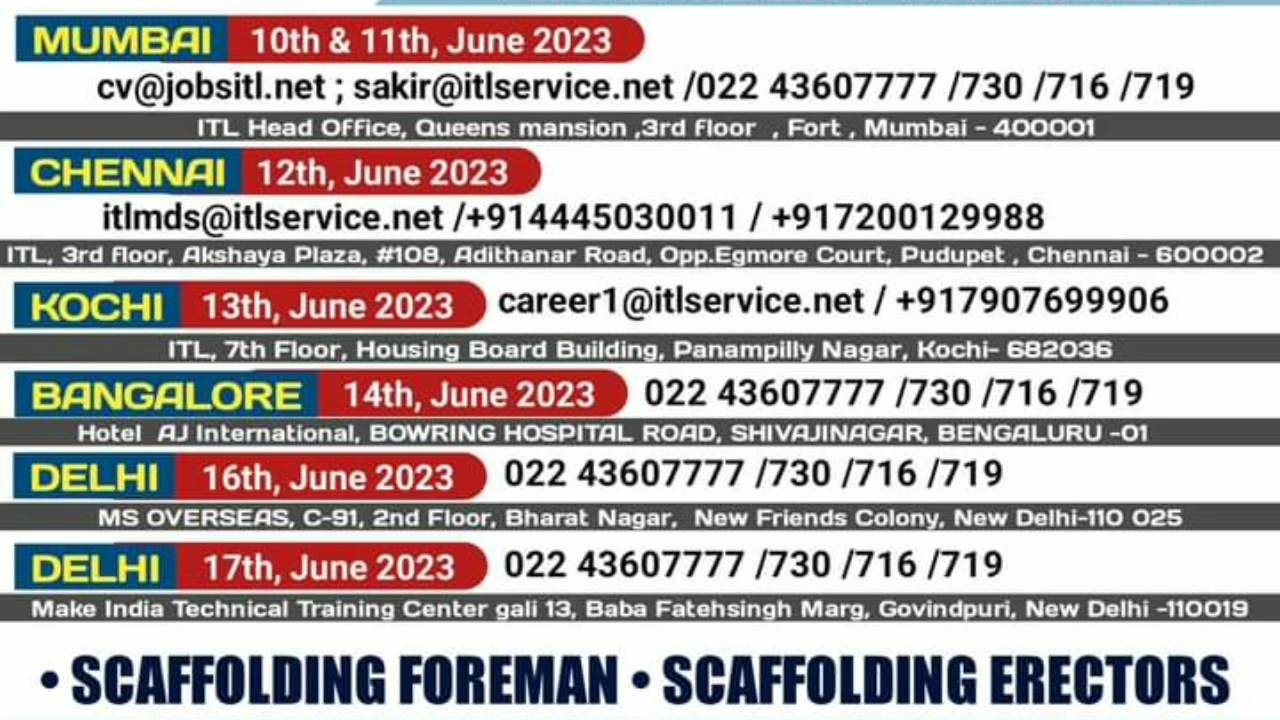 MUMBAI 10th & 11th, June 2023
cv@jobsitl.net ; sakir@itlservice.net /022 43607777 /730 /716 /719
ITL Head Office, Queens mansion ,3rd floor , Fort , Mumbai - 400001
CHENNAI 12th, June 2023
itlmds@itlservice.net /+914445030011 / +917200129988
ITL, 3rd floor, Akshaya Plaza, #108, Adithanar Road, Opp.Egmore Court, Pudupet , Chennai - 600002
KOCHI 13th, June 2023 career1@itlservice.net / +917907699906
ITL, 7th Floor, Housing Board Building, Panampilly Nagar, Kochi- 682036
BANGALORE 14th, June 2023 022 43607777 /730 /716 /719
Hotel AJ International, BOWRING HOSPITAL ROAD, SHIVAJINAGAR, BENGALURU -01
DELHI 16th, June 2023 022 43607777 /730 /716 /719
MS OVERSEAS, C-91, 2nd Floor, Bharat Nagar, New Friends Colony, New Delhi-110 025
DELHI 17th, June 2023 022 43607777 /730 /716 /719
Make India Technical Training Center gali 13, Baba Fatehsingh Marg, Govindpuri, New Delhi -110019
• SCAFFOLDING FOREMAN • SCAFFOLDING ERECTORS